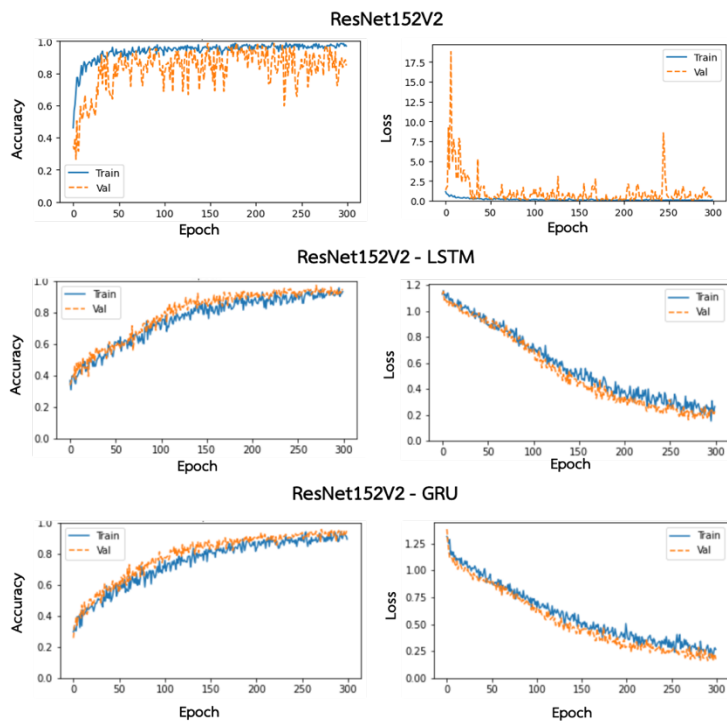 ResNet152V2
1.0
0.8
0.6
0.4
0.2
0.0
Accuracy
Train
Val
0 50 100 150 200 250 300
Epoch
17.5
15.0
12.5
10.0
7.5
5.0
2.5
0.0
Loss
Train
Val
0 50 100 150 200 250 300
Epoch
ResNet152V2 - LSTM
1.0
0.8
0.6
0.4
0.2
0.0
Accuracy
Train
Val
0 50 100 150 200 250 300
Epoch
1.2
1.0
0.8
0.6
0.4
0.2
0.0
Loss
Train
Val
0 50 100 150 200 250 300
Epoch
ResNet152V2 - GRU
1.0
0.8
0.6
0.4
0.2
0.0
Accuracy
Train
Val
0 50 100 150 200 250 300
Epoch
1.25
1.00
0.75
0.50
0.25
0.00
Loss
Train
Val
0 50 100 150 200 250 300
Epoch